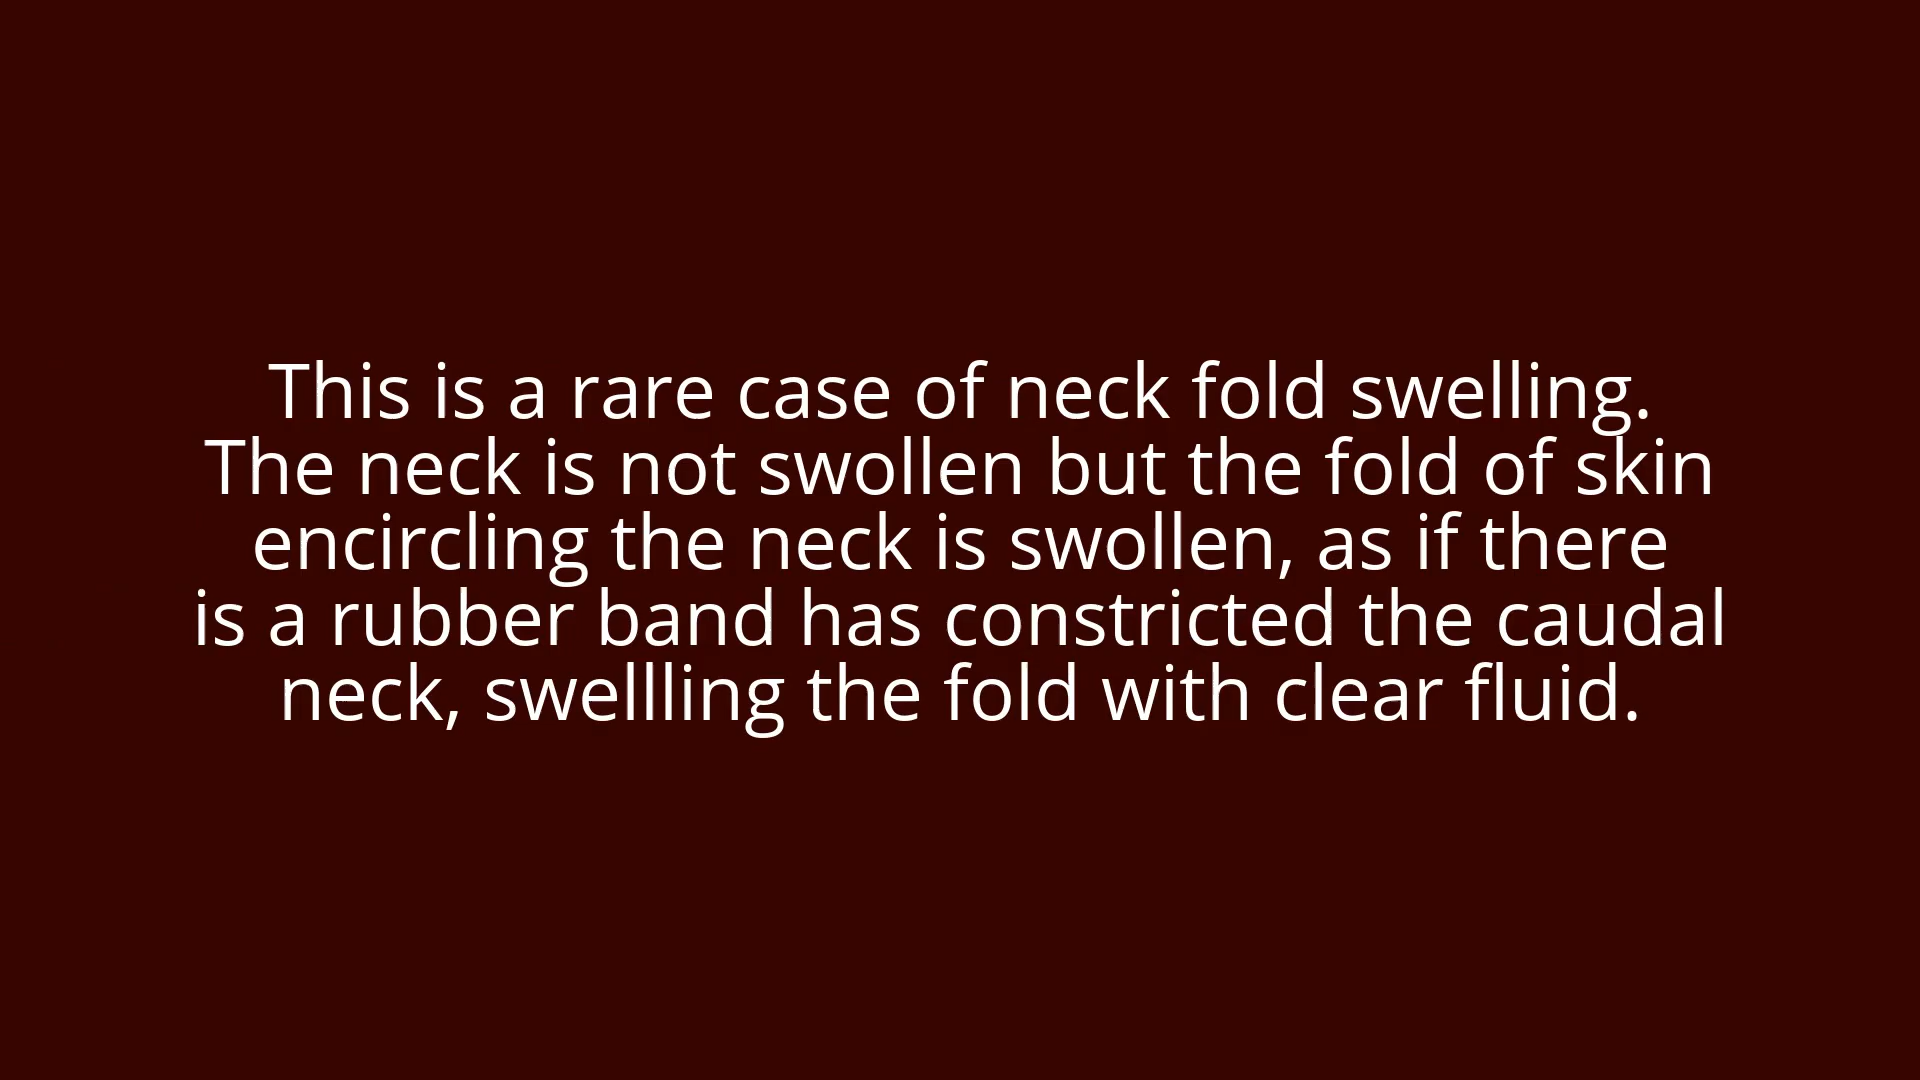 This is a rare case of neck fold swelling.
The neck is not swollen but the fold of skin
encircling the neck is swollen, as if there
is a rubber band has constricted the caudal
neck, swellling the fold with clear fluid.